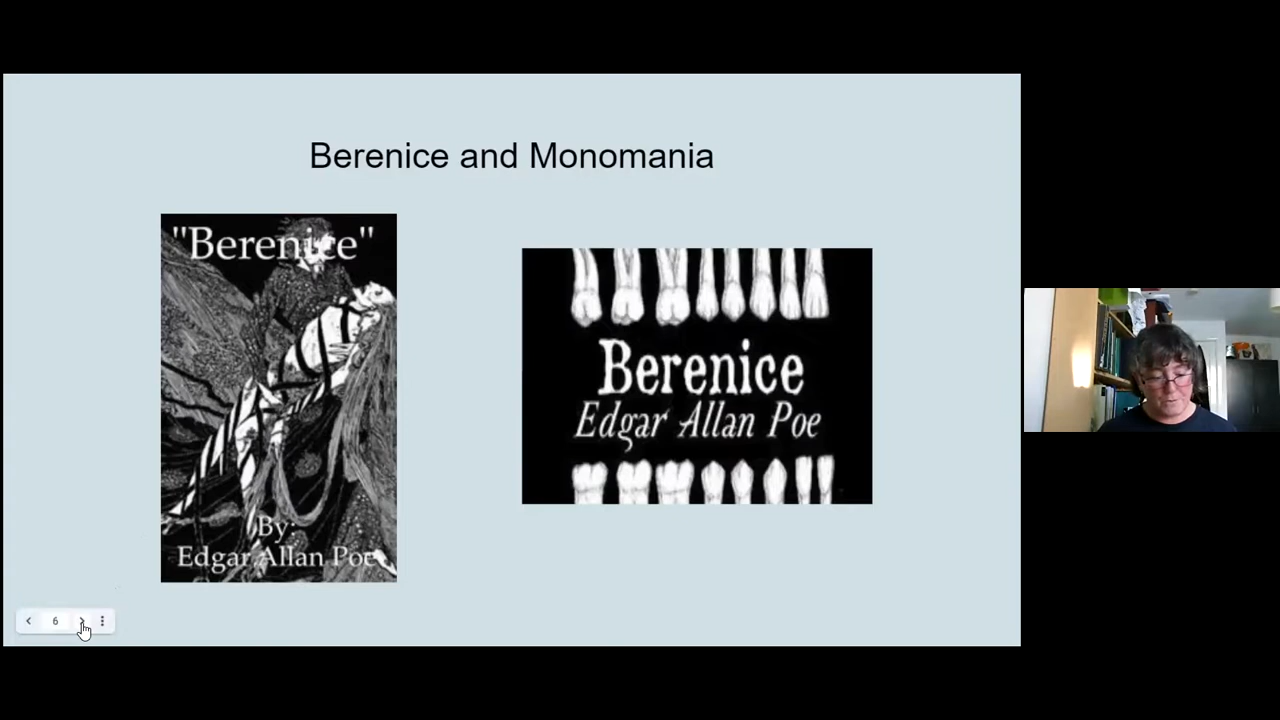 Berenice and Monomania
"Berenice"
By:
Edgar Allan Poe
Berenice
Edgar Allan Poe
6